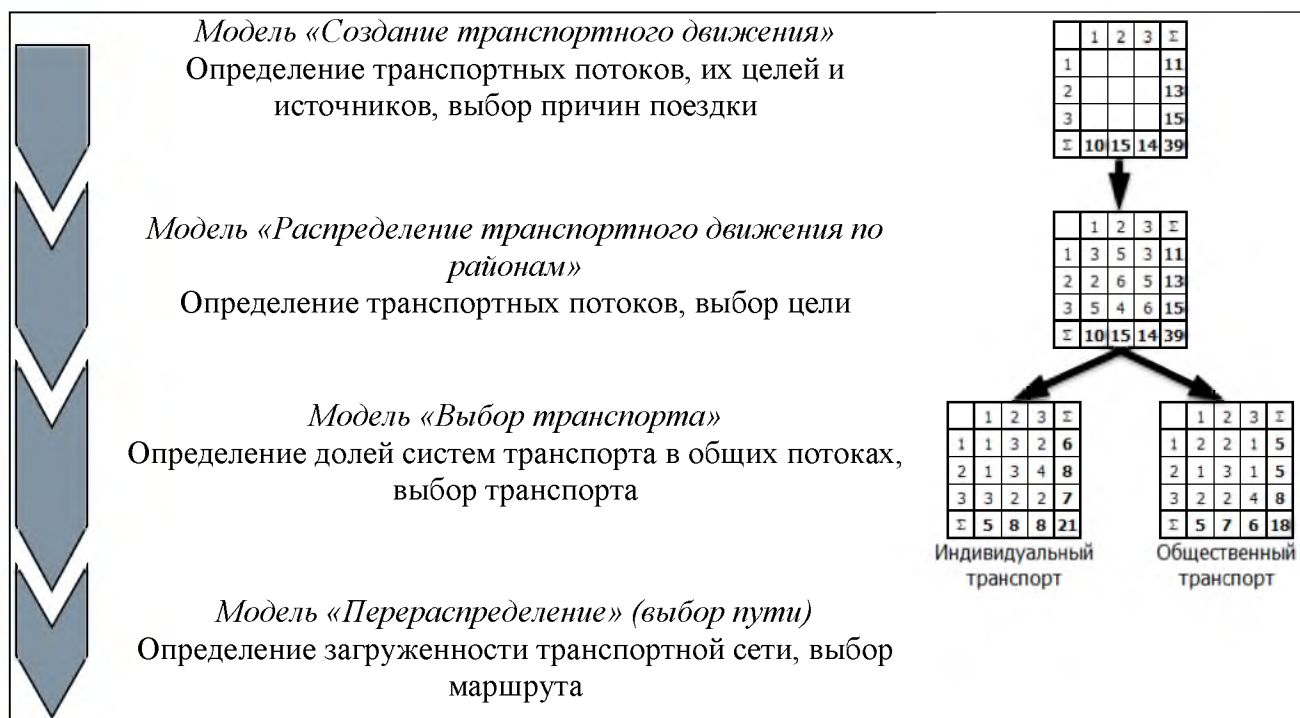 Модель «Создание транспортного движения»
Определение транспортных потоков, их целей и
источников, выбор причин поездки
1 2 3 Σ
1 11
2 13
3 15
Σ 10 15 14 39
Модель «Распределение транспортного движения по
районам»
Определение транспортных потоков, выбор цели
1 2 3 Σ
1 3 5 3 11
2 2 6 5 13
3 5 4 6 15
Σ 10 15 14 39
Модель «Выбор транспорта»
Определение долей систем транспорта в общих потоках,
выбор транспорта
1 2 3 Σ
1 1 3 2 6
2 1 3 4 8
3 3 2 2 7
Σ 5 8 8 21
Индивидуальный
транспорт
1 2 3 Σ
1 2 2 1 5
2 1 3 1 5
3 2 2 4 8
Σ 5 7 6 18
Общественный
транспорт
Модель «Перераспределение» (выбор пути)
Определение загруженности транспортной сети, выбор
маршрута